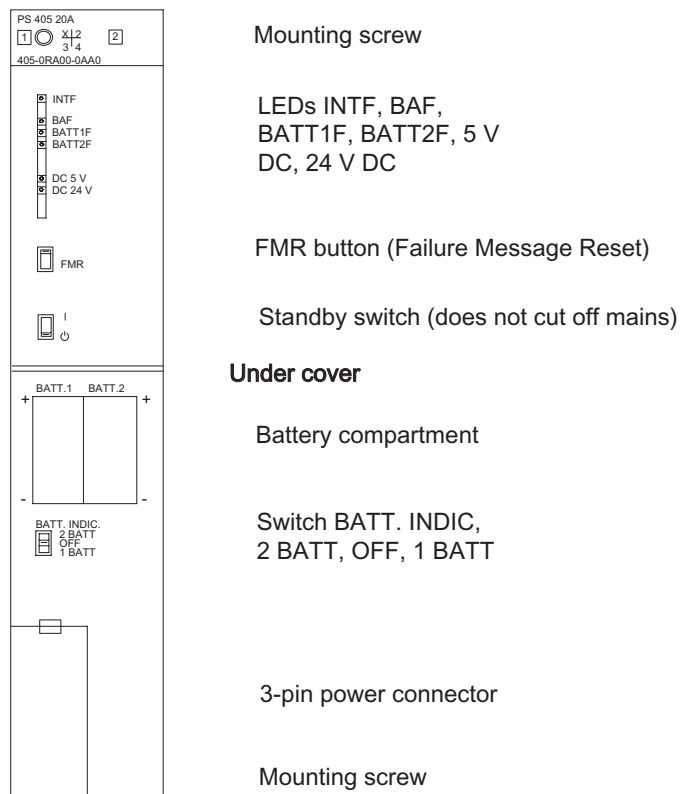 PS 405 20A
1 X 2 2
3 4
405-0RA00-0AA0
Mounting screw
INTF
BAF
BATT1F
BATT2F
DC 5 V
DC 24 V
LEDs INTF, BAF,
BATT1F, BATT2F, 5 V
DC, 24 V DC
FMR
FMR button (Failure Message Reset)
I
Standby switch (does not cut off mains)
Under cover
BATT.1 BATT.2
+ +
- -
Battery compartment
BATT. INDIC.
2 BATT
OFF
1 BATT
Switch BATT. INDIC,
2 BATT, OFF, 1 BATT
3-pin power connector
Mounting screw